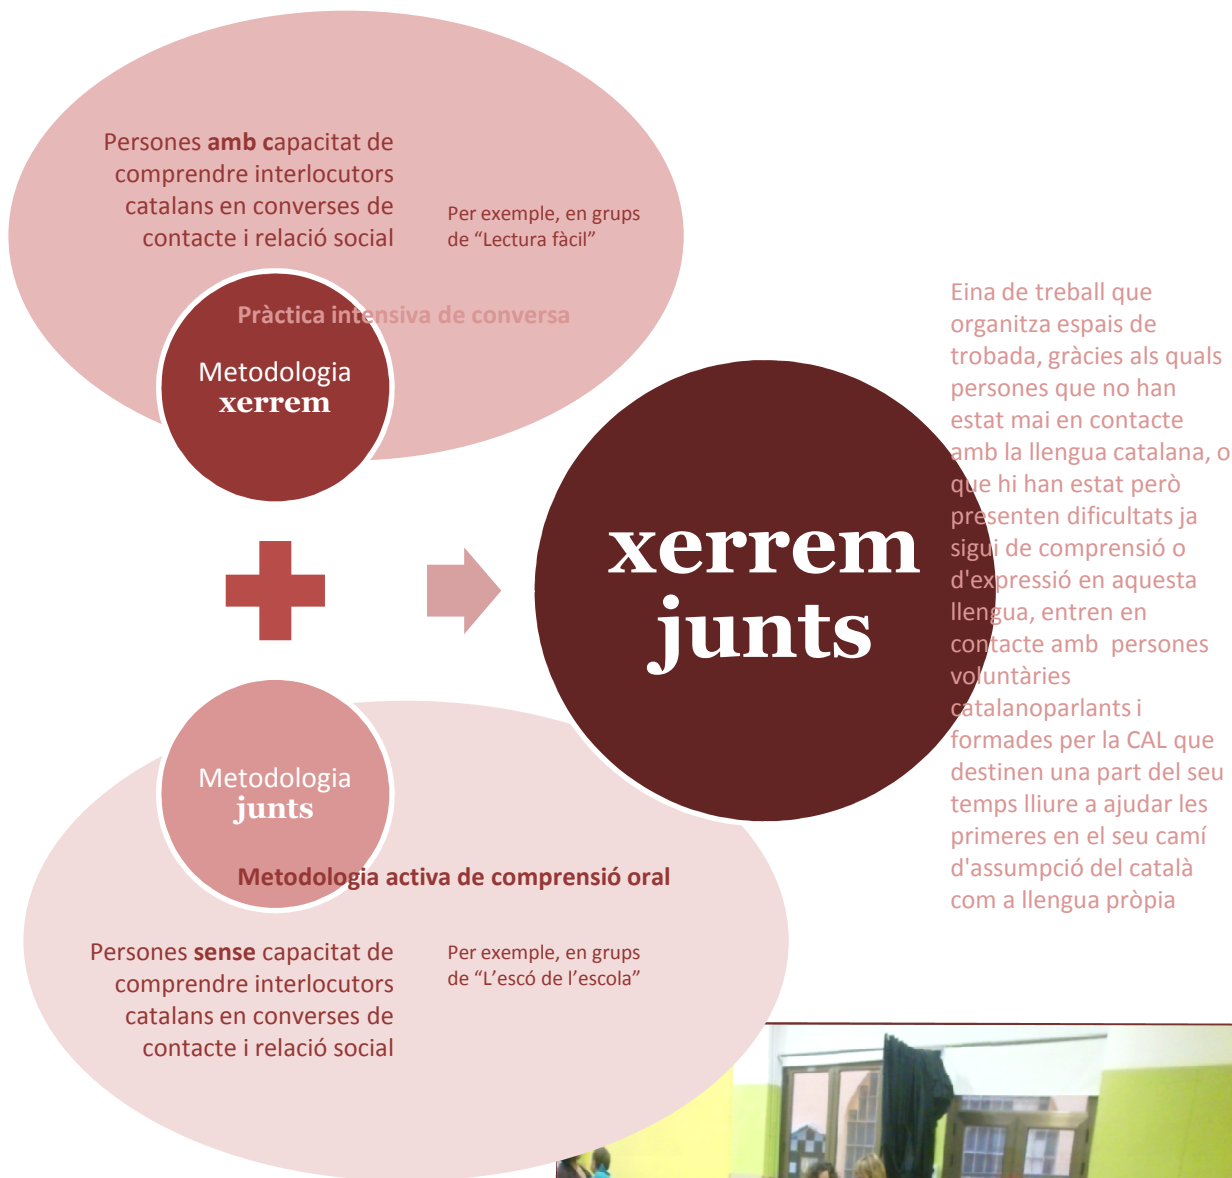 Persones amb capacitat de
comprendre interlocutors
catalans en converses de
contacte i relació social
Per exemple, en grups
de “Lectura fàcil”
Pràctica intensiva de conversa
Metodologia
xerrem
xerrem
junts
Eina de treball que
organitza espais de
trobada, gràcies als quals
persones que no han
estat mai en contacte
amb la llengua catalana, o
que hi han estat però
presenten dificultats ja
sigui de comprensió o
d'expressió en aquesta
llengua, entren en
contacte amb persones
voluntàries
catalanoparlants i
formades per la CAL que
destinen una part del seu
temps lliure a ajudar les
primeres en el seu camí
d'assumpció del català
com a llengua pròpia
Metodologia
junts
Metodologia activa de comprensió oral
Persones sense capacitat de
comprendre interlocutors
catalans en converses de
contacte i relació social
Per exemple, en grups
de “L’escó de l’escola”